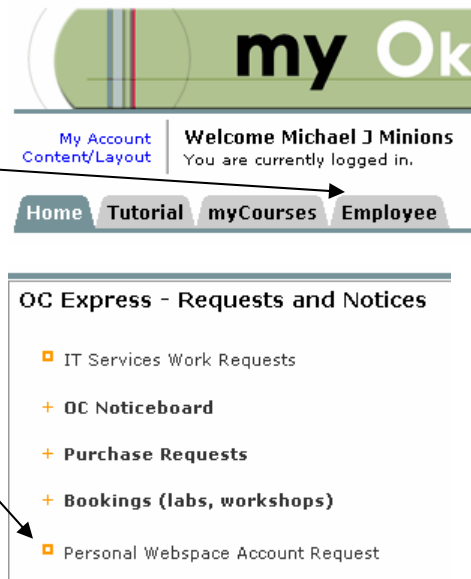 my Ok
My Account
Content/Layout
Welcome Michael J Minions
You are currently logged in.
Home Tutorial myCourses Employee
OC Express - Requests and Notices
IT Services Work Requests
+ OC Noticeboard
+ Purchase Requests
+ Bookings (labs, workshops)
Personal Webspace Account Request